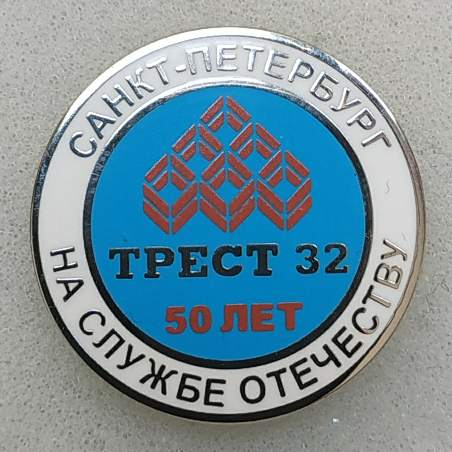 САНКТ-ПЕТЕРБУРГ
ТРЕСТ 32
50 ЛЕТ
НА СЛУЖБЕ ОТЕЧЕСТВУ